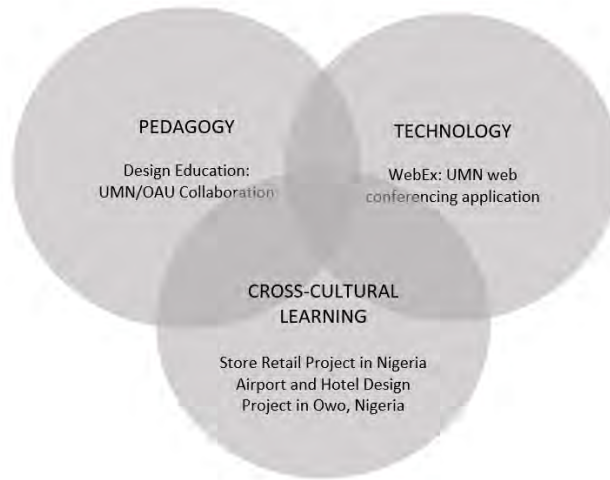 PEDAGOGY
Design Education:
UMN/OAU Collaboration
TECHNOLOGY
WebEx: UMN web
conferencing application
CROSS-CULTURAL
LEARNING
Store Retail Project in Nigeria
Airport and Hotel Design
Project in Owo, Nigeria